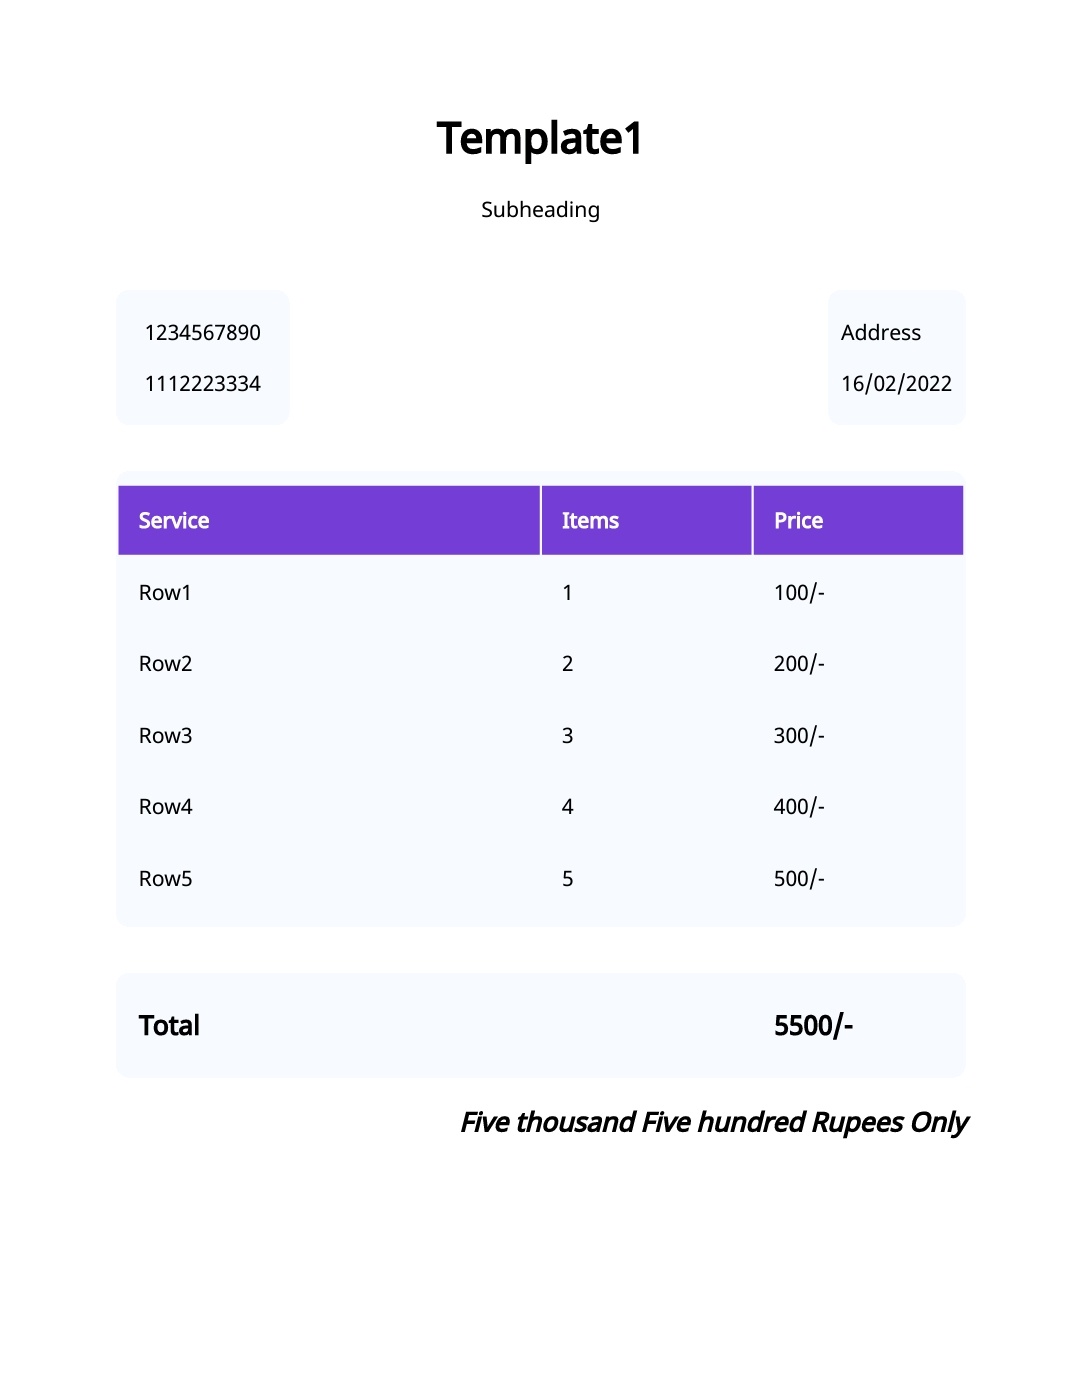 Template1
Subheading
1234567890
1112223334
Address
16/02/2022
Service Items Price
Row1 1 100/-
Row2 2 200/-
Row3 3 300/-
Row4 4 400/-
Row5 5 500/-
Total 5500/-
Five thousand Five hundred Rupees Only